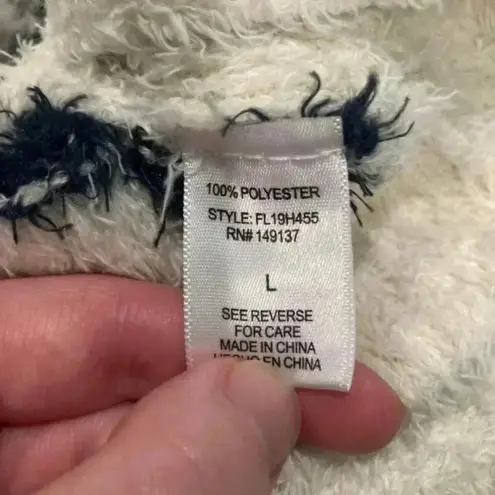 100% POLYESTER
STYLE: FL19H455
RN# 149137
L
SEE REVERSE
FOR CARE
MADE IN CHINA
HECHO EN CHINA